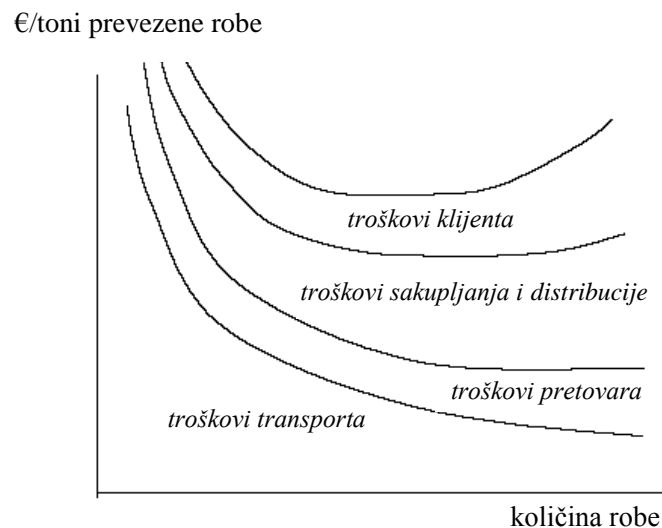 €/toni prevezene robe
troškovi klijenta
troškovi sakupljanja i distribucije
troškovi pretovara
troškovi transporta
količina robe